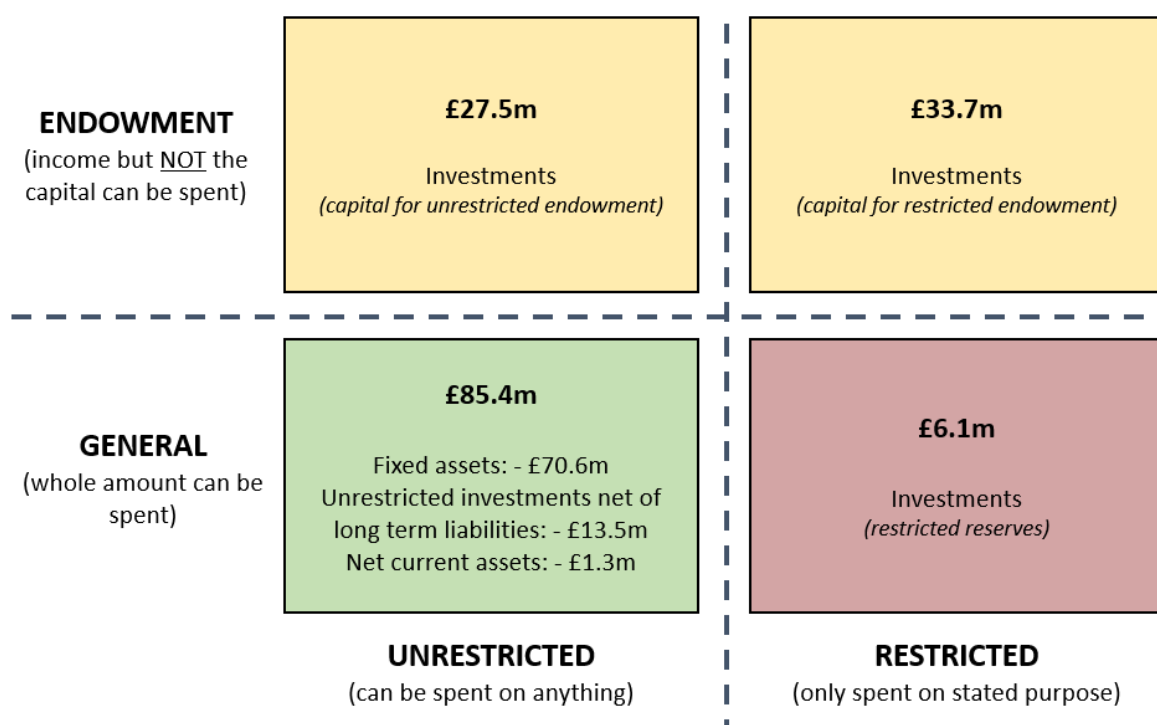 ENDOWMENT
(income but NOT the
capital can be spent)
£27.5m
Investments
(capital for unrestricted endowment)
£33.7m
Investments
(capital for restricted endowment)
GENERAL
(whole amount can be
spent)
£85.4m
Fixed assets: - £70.6m
Unrestricted investments net of
long term liabilities: - £13.5m
Net current assets: - £1.3m
£6.1m
Investments
(restricted reserves)
UNRESTRICTED
(can be spent on anything)
RESTRICTED
(only spent on stated purpose)